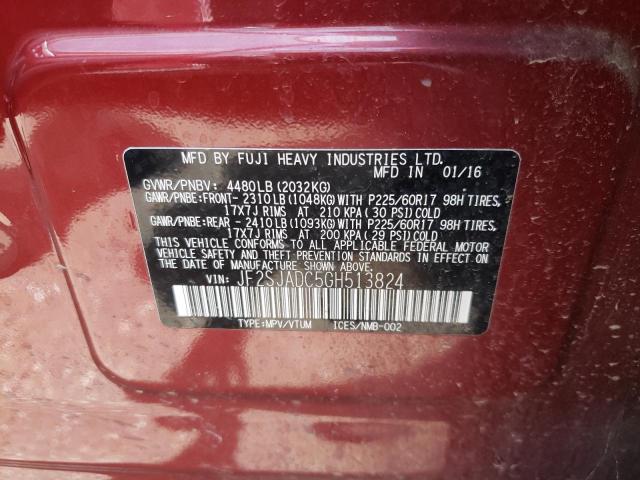 MFD BY FUJI HEAVY INDUSTRIES LTD.
MFD IN 01/16
GVWR/PNBV: 4480LB (2032KG)
GAWR/PNBE:FRONT- 2310LB (1048KG)WITH P225/60R17 98H TIRES,
17X7J RIMS AT 210 KPA (30 PSI) COLD
GAWR/PNBE:REAR - 2410LB (1093KG)WITH P225/60R17 98H TIRES,
17X7J RIMS AT 200 KPA (29 PSI) COLD
THIS VEHICLE CONFORMS TO ALL APPLICABLE FEDERAL MOTOR
VEHICLE SAFETY, BUMPER, AND THEFT PREVENTION
STANDARDS IN EFFECT ON THE DATE OF MANUFACTURE SHOWN ABOVE.
VIN: JF2SJADC5GH513824
TYPE:MPV/VTUM ICES/NMB-002